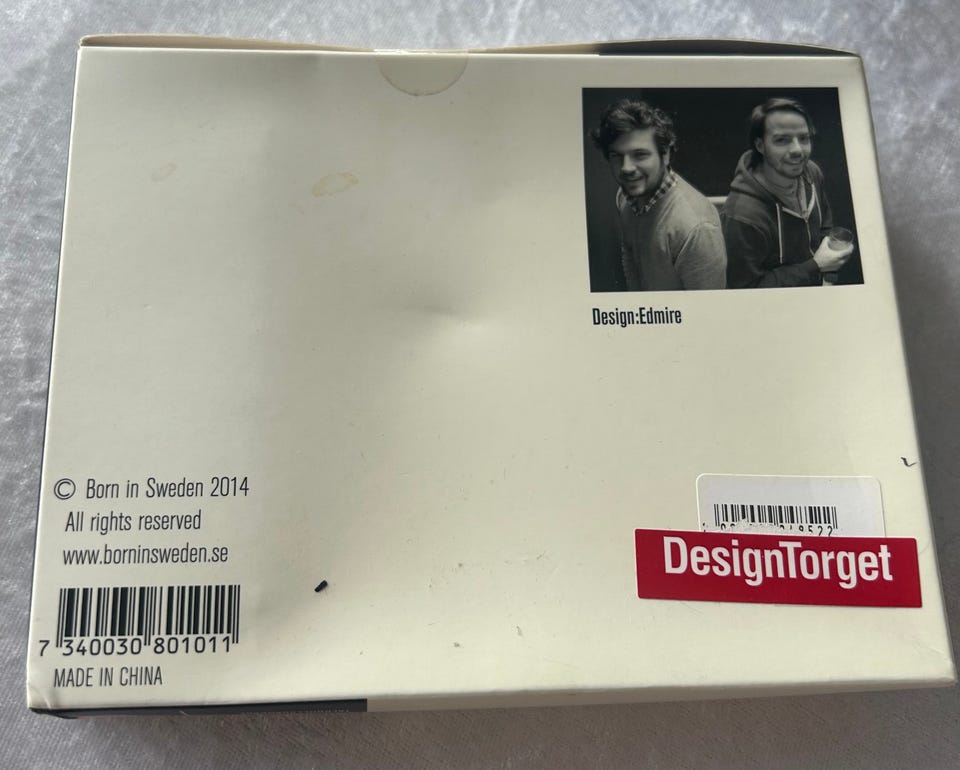 Design:Edmire
© Born in Sweden 2014
All rights reserved
www.borninsweden.se
7 340030 801011
MADE IN CHINA
DesignTorget